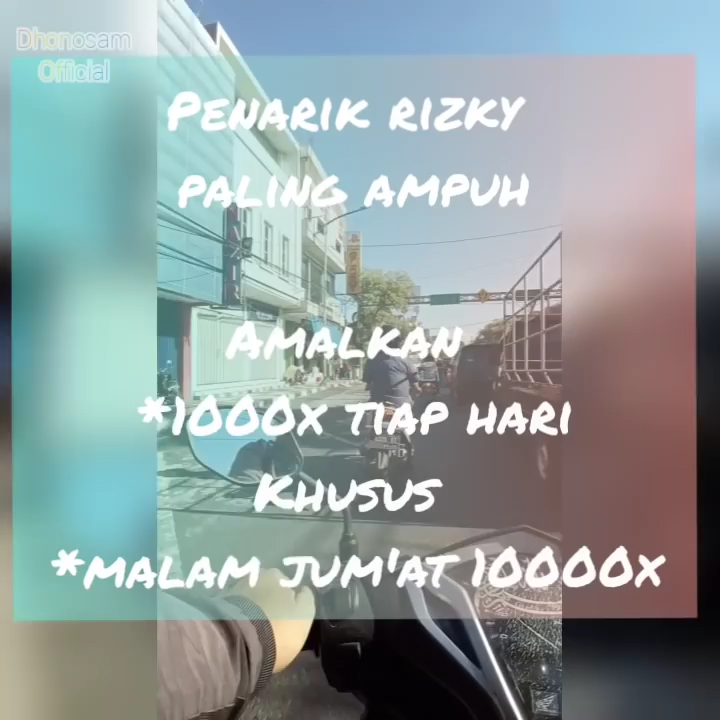 Dhonosam
Official
Penarik rizky
paling ampuh
Amalkan
*1000x tiap hari
Khusus
*malam jum'at 10000x